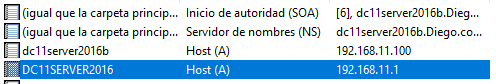 (igual que la carpeta princip... Inicio de autoridad (SOA) [6], dc11server2016b.Dieg...
(igual que la carpeta princip... Servidor de nombres (NS) dc11server2016b.Diego.co...
dc11server2016b Host (A) 192.168.11.100
DC11SERVER2016 Host (A) 192.168.11.1